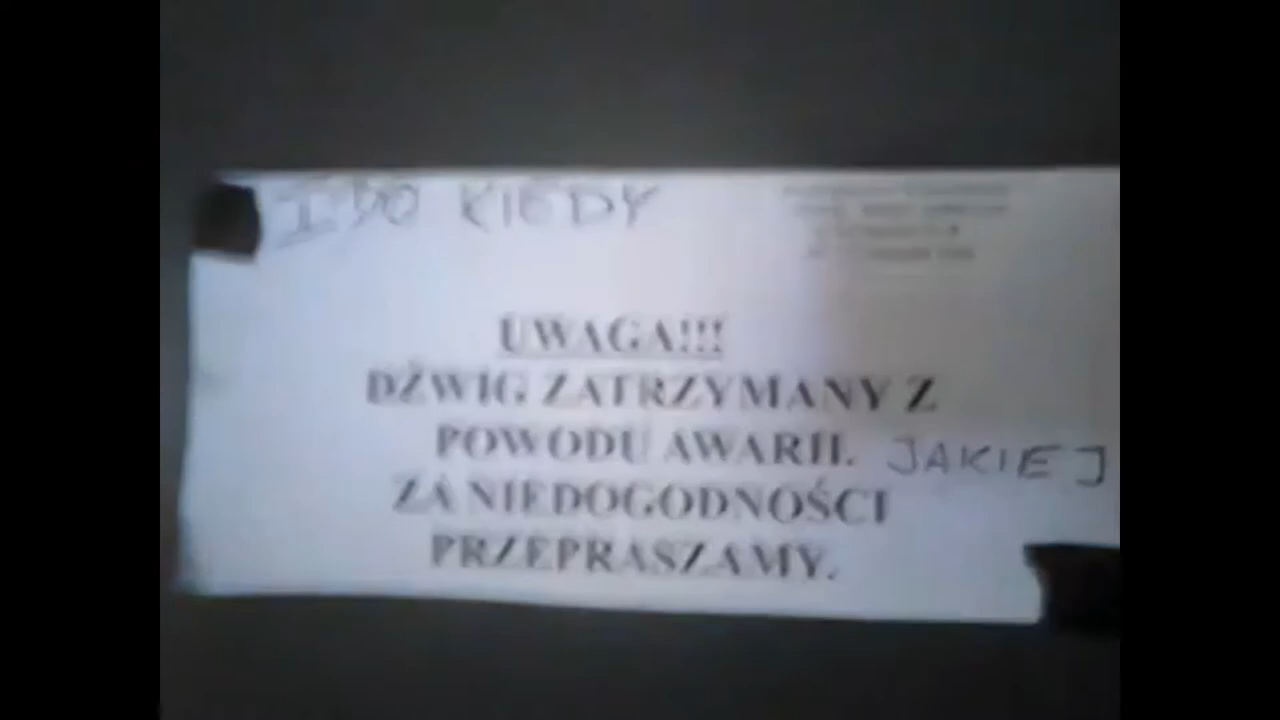 I DO KIEDY
UWAGA!!!
DŹWIG ZATRZYMANY Z
POWODU AWARII. JAKIEJ
ZA NIEDOGODNOŚCI
PRZEPRASZAMY.